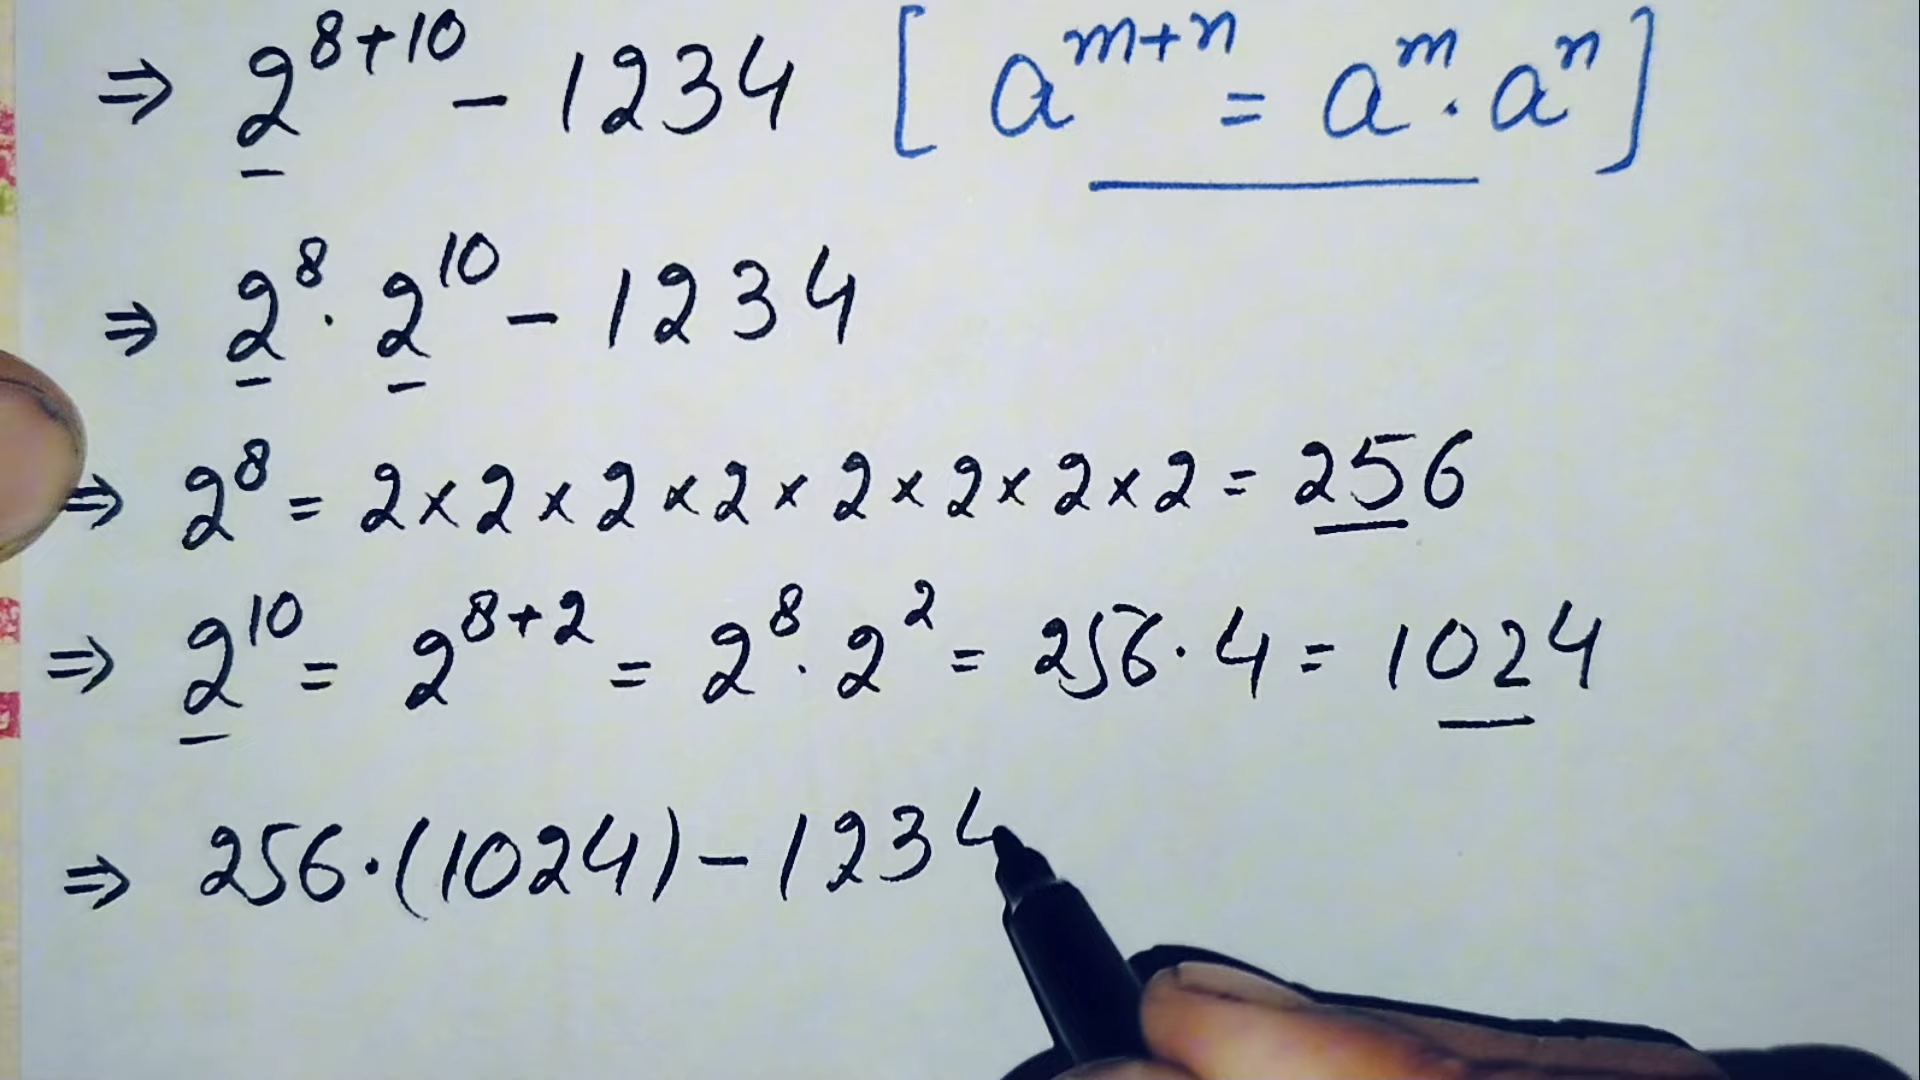 ⇒ 2^{8+10} - 1234 [a^{m+n} = a^m · a^n]
⇒ 2^8 · 2^{10} - 1234
⇒ 2^8 = 2 × 2 × 2 × 2 × 2 × 2 × 2 × 2 = 256
⇒ 2^{10} = 2^{8+2} = 2^8 · 2^2 = 256 · 4 = 1024
⇒ 256 · (1024) - 1234